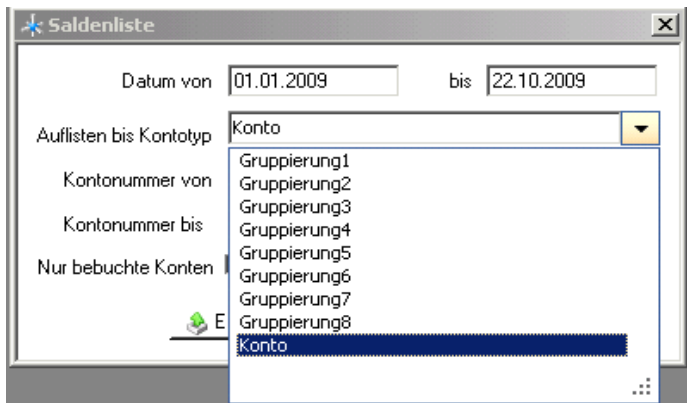 Saldenliste
Datum von 01.01.2009 bis 22.10.2009
Auflisten bis Kontotyp Konto
Gruppierung1
Kontonummer von Gruppierung2
Gruppierung3
Kontonummer bis Gruppierung4
Gruppierung5
Nur bebuchte Konten Gruppierung6
Gruppierung7
E Gruppierung8
Konto